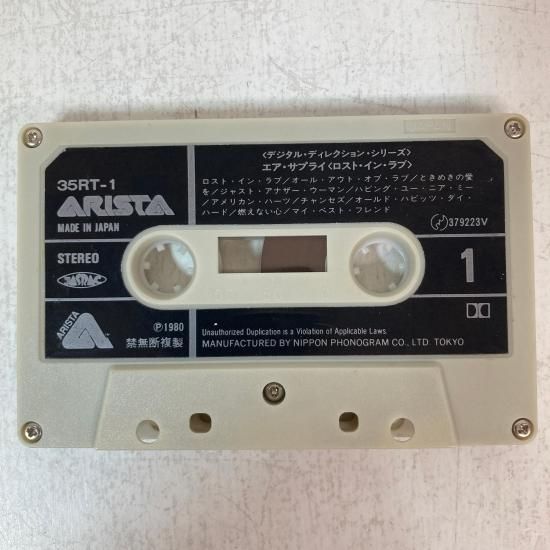 〈デジタル・ディレクション・シリーズ〉
エア・サプライ〈ロスト・イン・ラブ〉
ロスト・イン・ラブ/オール・アウト・オブ・ラブ/ときめきの愛
を/ジャスト・アナザー・ウーマン/ハビング・ユー・ニア・ミー
/アメリカン・ハーツ/チャンセズ/オールド・ハビッツ・ダイ・
ハード/燃えない心/マイ・ベスト・フレンド
35RT-1
ARISTA
MADE IN JAPAN
379223V
STEREO
JASRAC
1
ARISTA
Ⓟ1980
禁無断複製
Unauthorized Duplication is a Violation of Applicable Laws.
MANUFACTURED BY NIPPON PHONOGRAM CO., LTD. TOKYO